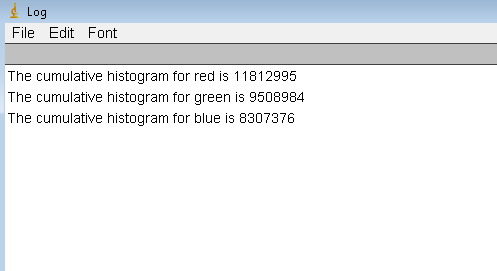 Log
File Edit Font
The cumulative histogram for red is 11812995
The cumulative histogram for green is 9508984
The cumulative histogram for blue is 8307376